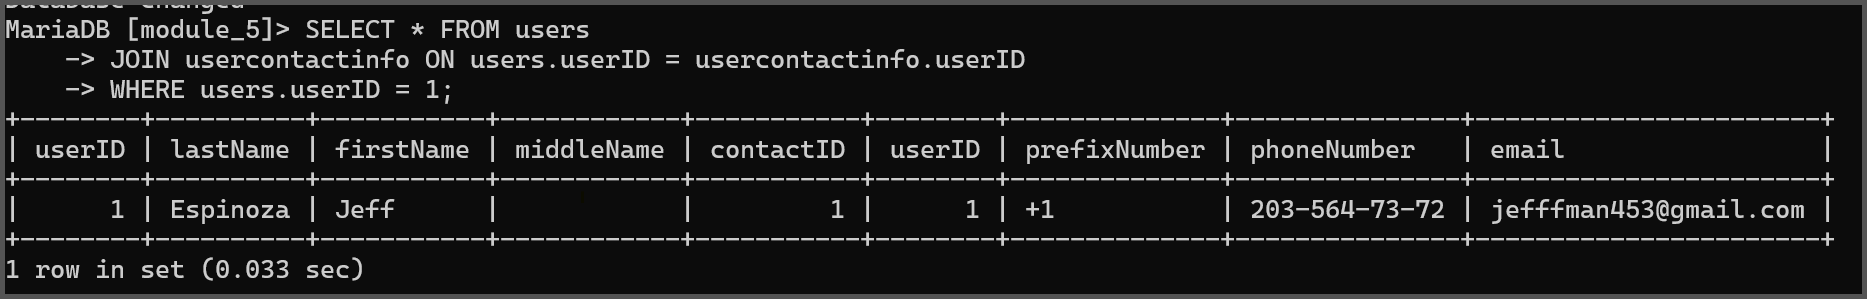 Database changed
MariaDB [module_5]> SELECT * FROM users
    -> JOIN usercontactinfo ON users.userID = usercontactinfo.userID
    -> WHERE users.userID = 1;
+--------+----------+-----------+------------+-----------+--------+--------------+---------------+-----------------------+
| userID | lastName | firstName | middleName | contactID | userID | prefixNumber | phoneNumber   | email                 |
+--------+----------+-----------+------------+-----------+--------+--------------+---------------+-----------------------+
|      1 | Espinoza | Jeff      |            |         1 |      1 | +1           | 203-564-73-72 | jefffman453@gmail.com |
+--------+----------+-----------+------------+-----------+--------+--------------+---------------+-----------------------+
1 row in set (0.033 sec)